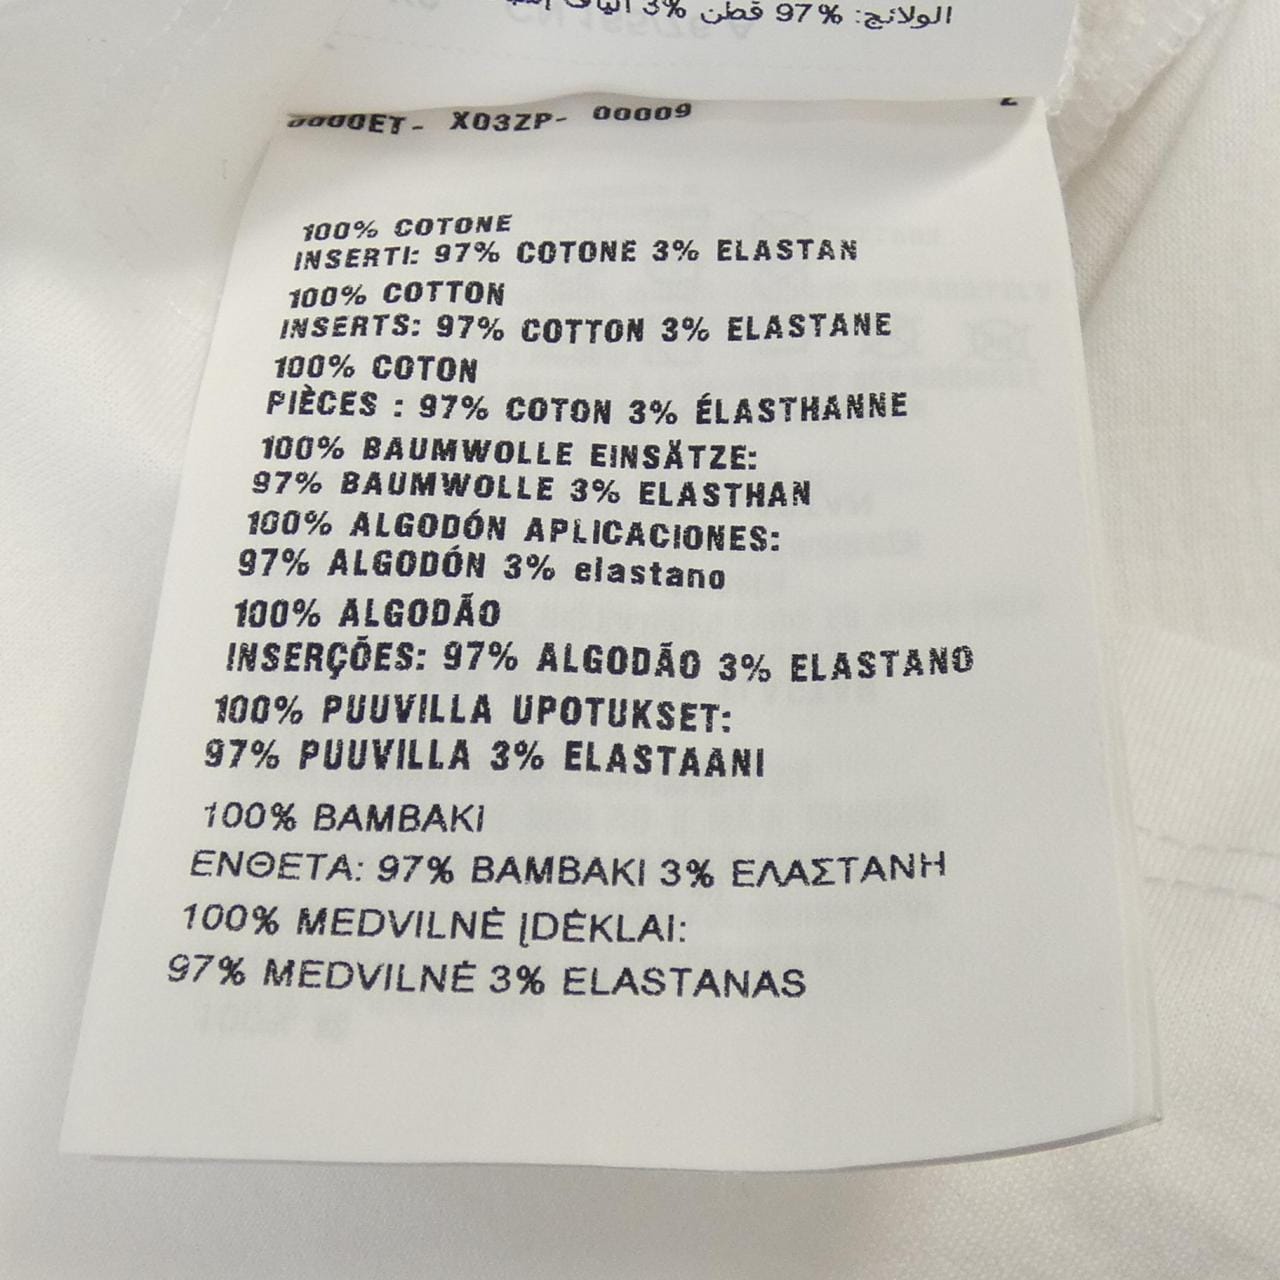 الولائج: 97% قطن 3%
X03ZP- 00009
100% COTONE
INSERTI: 97% COTONE 3% ELASTAN
100% COTTON
INSERTS: 97% COTTON 3% ELASTANE
100% COTON
PIÈCES : 97% COTON 3% ÉLASTHANNE
100% BAUMWOLLE EINSÄTZE:
97% BAUMWOLLE 3% ELASTHAN
100% ALGODÓN APLICACIONES:
97% ALGODÓN 3% elastano
100% ALGODÃO
INSERÇÕES: 97% ALGODÃO 3% ELASTANO
100% PUUVILLA UPOTUKSET:
97% PUUVILLA 3% ELASTAANI
100% ΒΑΜΒΑΚΙ
ΕΝΘΕΤΑ: 97% ΒΑΜΒΑΚΙ 3% ΕΛΑΣΤΑΝΗ
100% MEDVILNĖ ĮDĖKLAI:
97% MEDVILNĖ 3% ELASTANAS